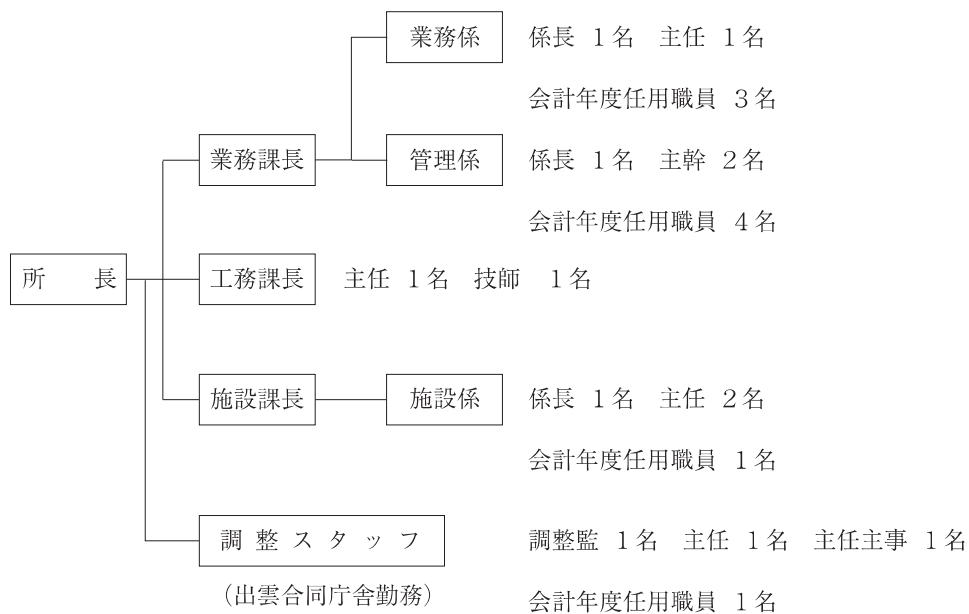 業務係 係長 1名 主任 1名
会計年度任用職員 3名
業務課長 管理係 係長 1名 主幹 2名
会計年度任用職員 4名
所 長 工務課長 主任 1名 技師 1名
施設課長 施設係 係長 1名 主任 2名
会計年度任用職員 1名
調整スタッフ 調整監 1名 主任 1名 主任主事 1名
(出雲合同庁舎勤務) 会計年度任用職員 1名